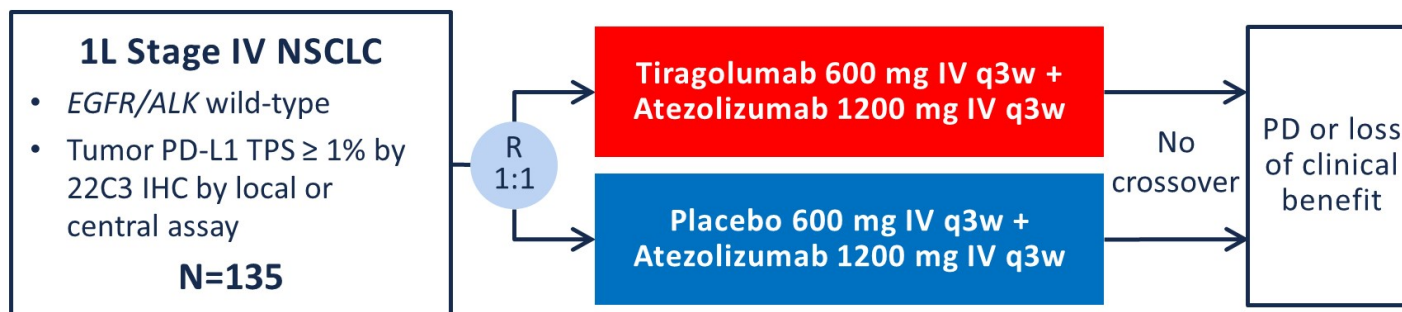 1L Stage IV NSCLC
• EGFR/ALK wild-type
• Tumor PD-L1 TPS ≥ 1% by
22C3 IHC by local or
central assay
N=135
R
1:1
Tiragolumab 600 mg IV q3w +
Atezolizumab 1200 mg IV q3w
Placebo 600 mg IV q3w +
Atezolizumab 1200 mg IV q3w
No
crossover
PD or loss
of clinical
benefit